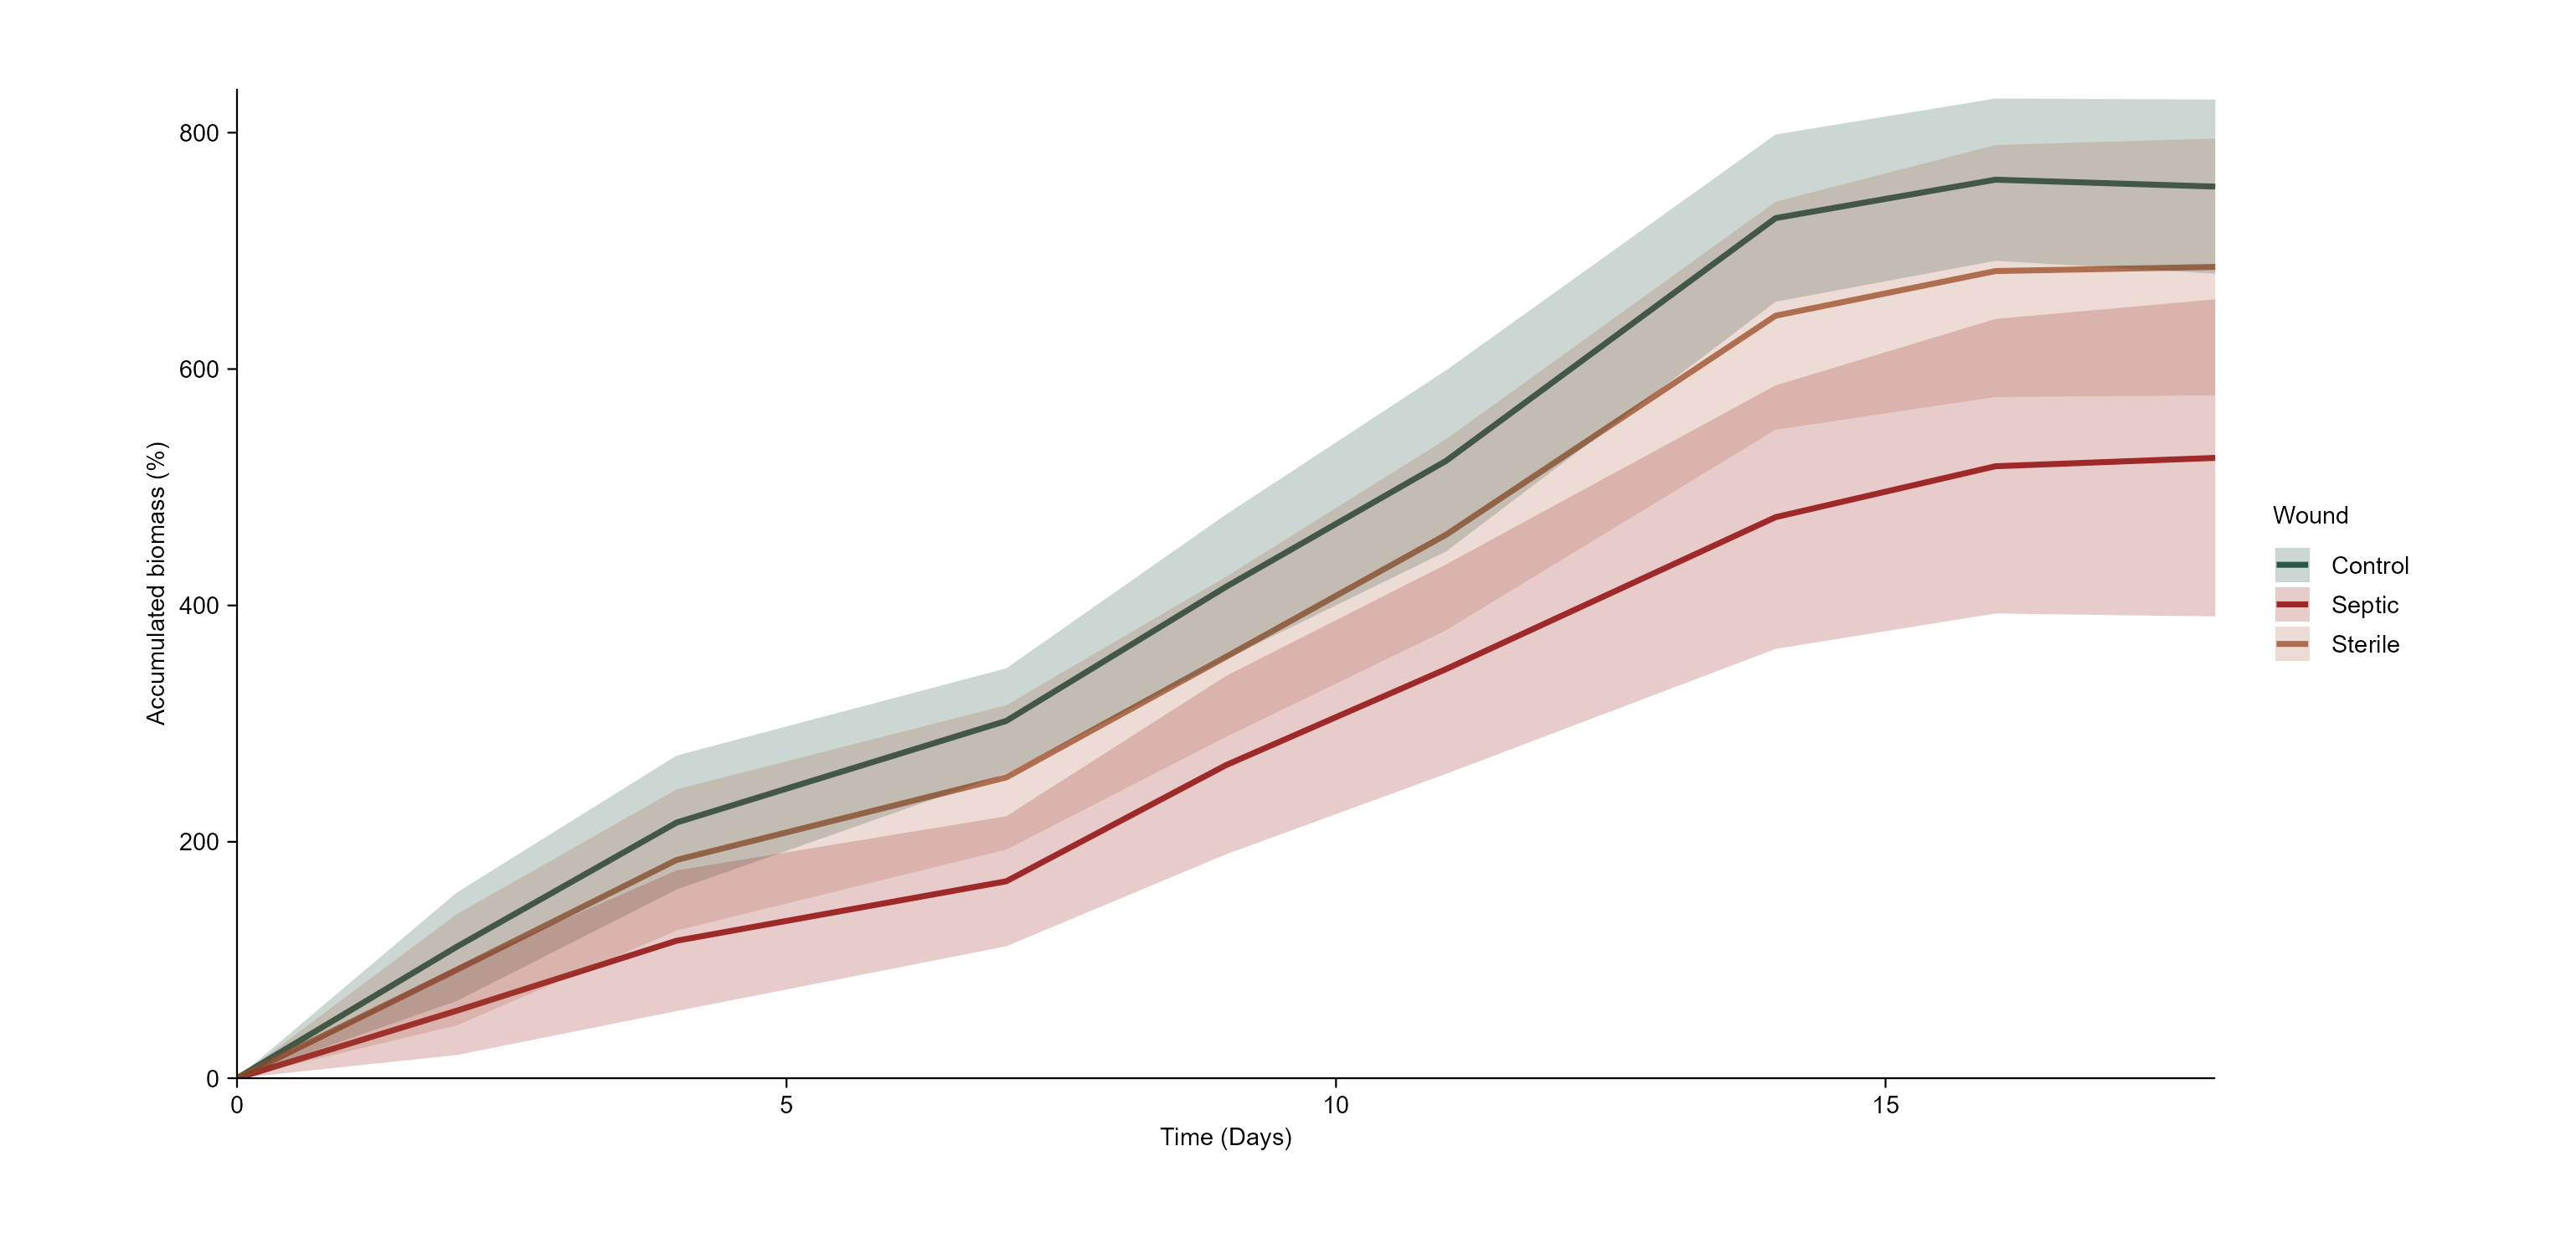 800
600
400
200
0
Accumulated biomass (%)
0 5 10 15
Time (Days)
Wound
Control
Septic
Sterile